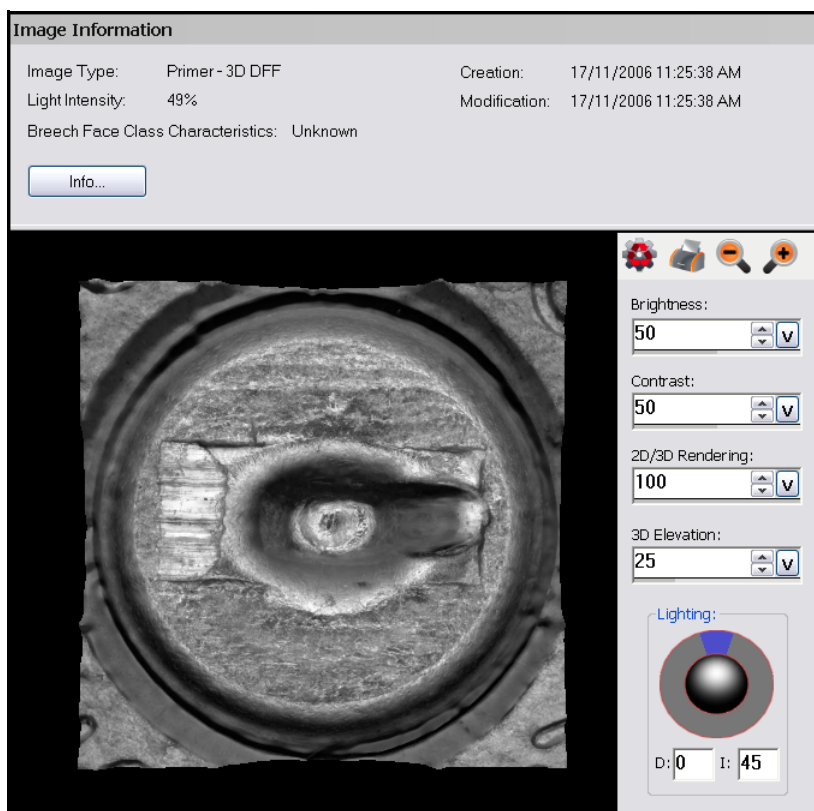 Image Information
Image Type: Primer - 3D DFF Creation: 17/11/2006 11:25:38 AM
Light Intensity: 49% Modification: 17/11/2006 11:25:38 AM
Breech Face Class Characteristics: Unknown
Info...
Brightness:
50 V
Contrast:
50 V
2D/3D Rendering:
100 V
3D Elevation:
25 V
Lighting:
D: 0 I: 45